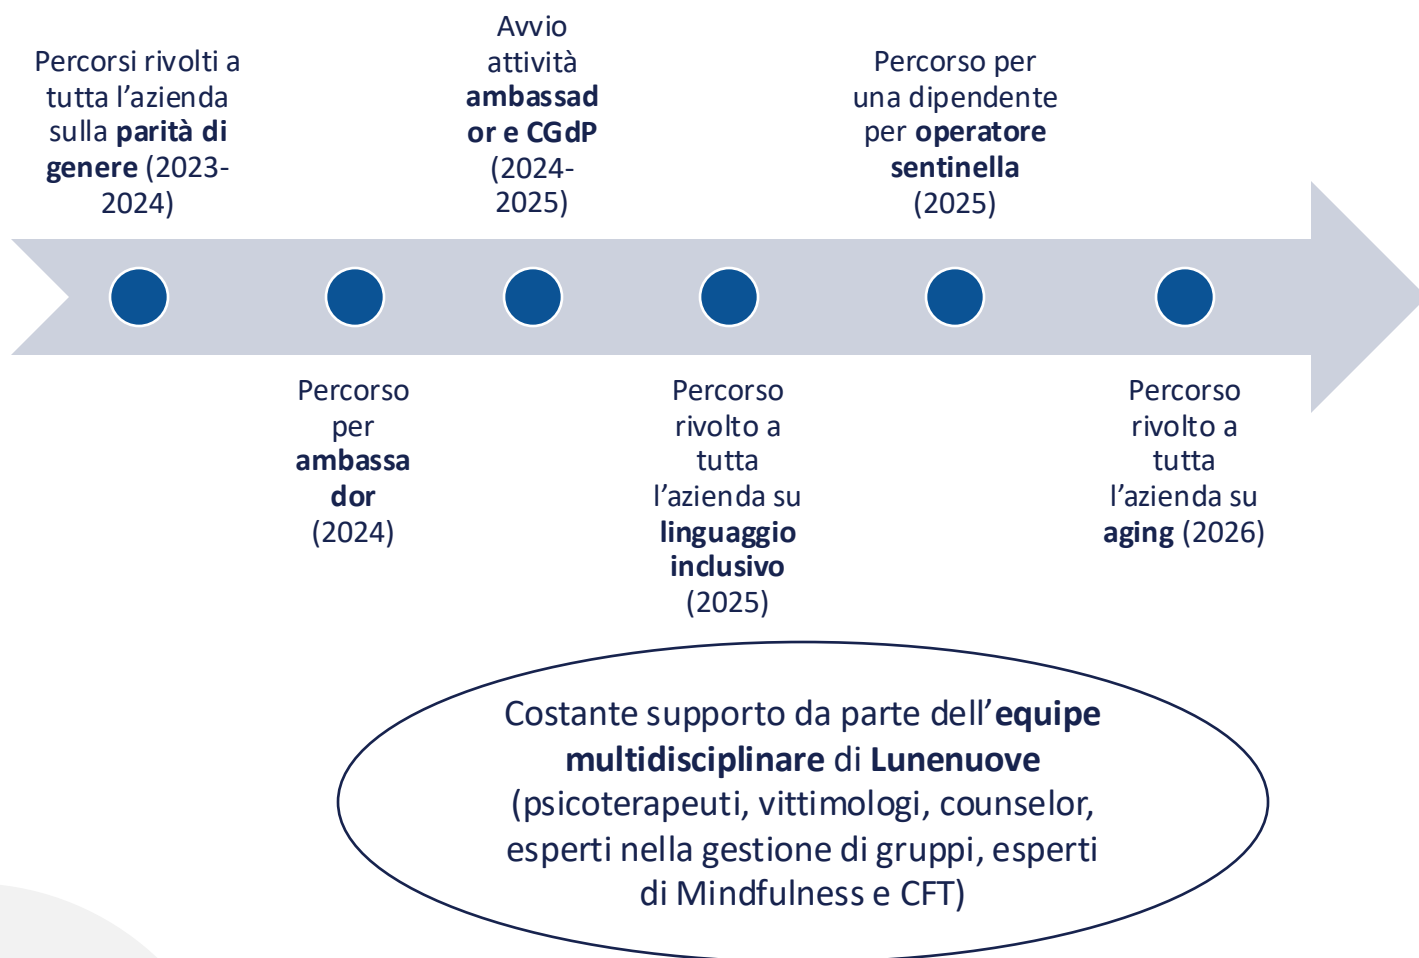 Percorsi rivolti a
tutta l’azienda
sulla parità di
genere (2023-
2024)
Percorso
per
ambassa
dor
(2024)
Avvio
attività
ambassad
or e CGdP
(2024-
2025)
Percorso
rivolto a
tutta
l’azienda su
linguaggio
inclusivo
(2025)
Percorso per
una dipendente
per operatore
sentinella
(2025)
Percorso
rivolto a
tutta
l’azienda su
aging (2026)
Costante supporto da parte dell’equipe
multidisciplinare di Lunenuove
(psicoterapeuti, vittimologi, counselor,
esperti nella gestione di gruppi, esperti
di Mindfulness e CFT)